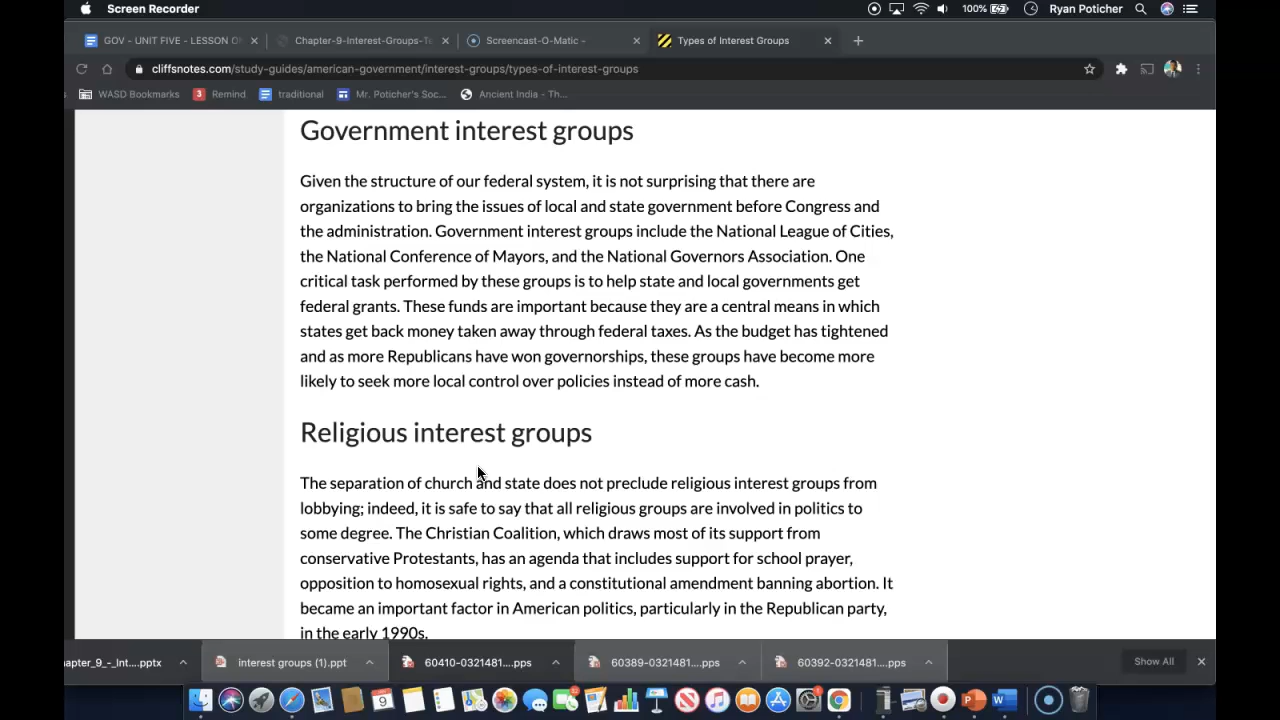 Screen Recorder
100%
Ryan Poticher
GOV - UNIT FIVE - LESSON O
Chapter-9-Interest-Groups-Tu
Screencast-O-Matic -
Types of Interest Groups
cliffsnotes.com/study-guides/american-government/interest-groups/types-of-interest-groups
WASD Bookmarks
3 Remind
traditional
Mr. Poticher's Soc...
Ancient India - Th...
Government interest groups
Given the structure of our federal system, it is not surprising that there are
organizations to bring the issues of local and state government before Congress and
the administration. Government interest groups include the National League of Cities,
the National Conference of Mayors, and the National Governors Association. One
critical task performed by these groups is to help state and local governments get
federal grants. These funds are important because they are a central means in which
states get back money taken away through federal taxes. As the budget has tightened
and as more Republicans have won governorships, these groups have become more
likely to seek more local control over policies instead of more cash.
Religious interest groups
The separation of church and state does not preclude religious interest groups from
lobbying; indeed, it is safe to say that all religious groups are involved in politics to
some degree. The Christian Coalition, which draws most of its support from
conservative Protestants, has an agenda that includes support for school prayer,
opposition to homosexual rights, and a constitutional amendment banning abortion. It
became an important factor in American politics, particularly in the Republican party,
in the early 1990s.
apter_9_-_Int....pptx
interest groups (1).ppt
60410-0321481....pps
60389-0321481....pps
60392-0321481....pps
Show All
9